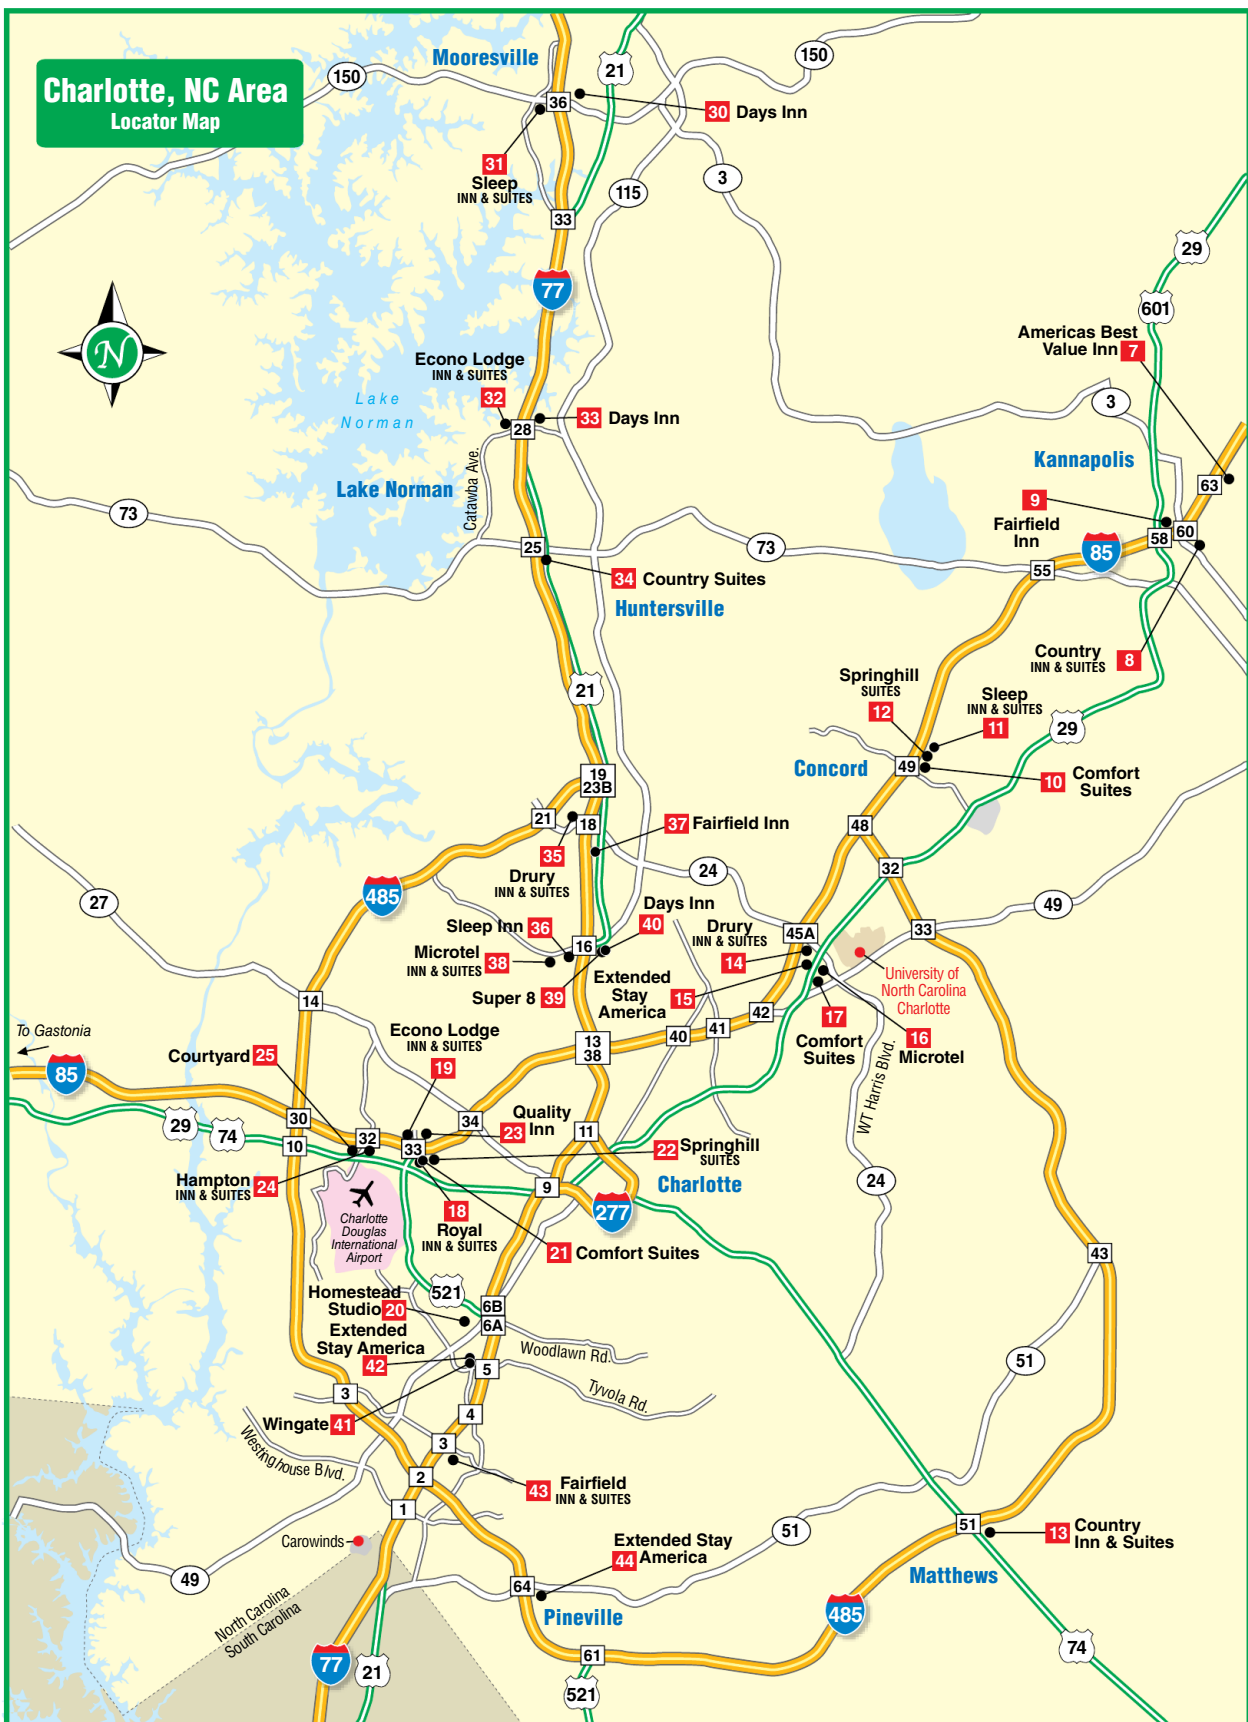 Charlotte, NC Area
Locator Map
Mooresville
150
21
150
36
30 Days Inn
31
Sleep
INN & SUITES
115
3
33
29
77
601
N
Americas Best
Value Inn 7
Econo Lodge
INN & SUITES
32
Lake
Norman
33 Days Inn
28
3
Catawba Ave.
Kannapolis
Lake Norman
63
9
Fairfield
Inn
73
60
58
25
73
85
55
34 Country Suites
Huntersville
Country
INN & SUITES
8
Springhill
SUITES
12
Sleep
INN & SUITES
11
21
29
Concord
49
10
Comfort
Suites
19
23B
21
18
37 Fairfield Inn
48
35
Drury
INN & SUITES
32
24
485
27
Days Inn
40
49
Sleep Inn 36
Drury
INN & SUITES
14
45A
33
16
Microtel
INN & SUITES
38
University of
North Carolina
Charlotte
Super 8 39
Extended
Stay
America
15
14
42
17
Comfort
Suites
16
Microtel
41
40
To Gastonia
Econo Lodge
INN & SUITES
19
13
38
Courtyard 25
85
WT Harris Blvd.
30
29
74
34
Quality
Inn
23
32
33
11
10
22
Springhill
SUITES
Hampton
INN & SUITES
24
9
Charlotte
24
Charlotte
Douglas
International
Airport
18
Royal
INN & SUITES
277
21 Comfort Suites
43
521
Homestead
Studio 20
6B
6A
Extended
Stay America
42
Woodlawn Rd.
5
51
3
Tyvola Rd.
Wingate 41
4
Westinghouse Blvd.
3
2
43
Fairfield
INN & SUITES
1
51
51
13
Country
Inn & Suites
Carowinds
Extended Stay
America
44
49
64
Matthews
North Carolina
South Carolina
Pineville
485
74
61
77
21
521